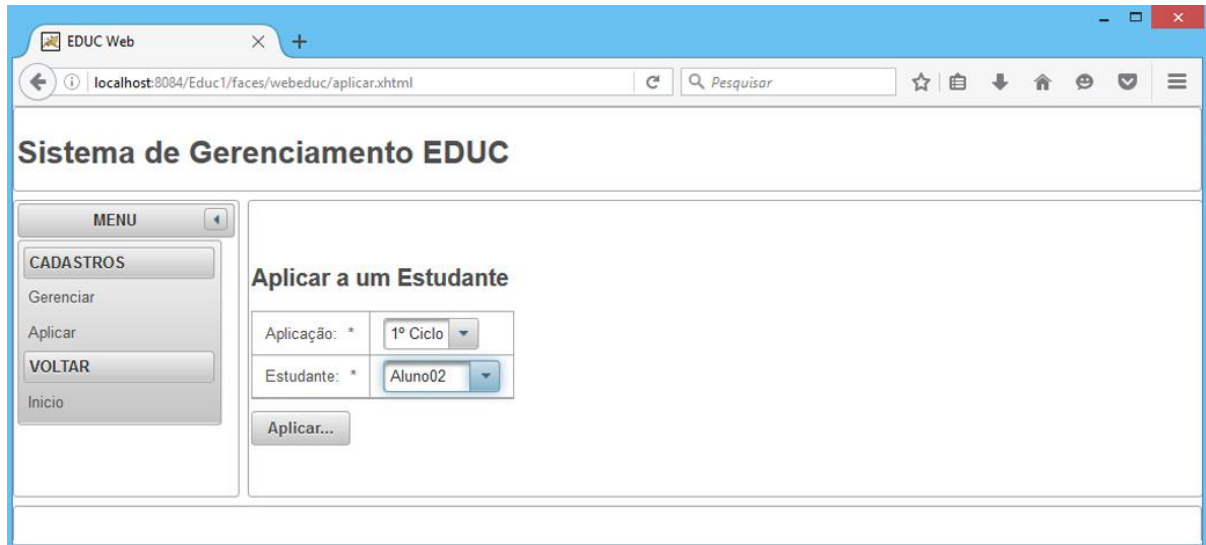 EDUC Web
localhost:8084/Educ1/faces/webeduc/aplicar.xhtml
Pesquisar
Sistema de Gerenciamento EDUC
MENU
CADASTROS
Gerenciar
Aplicar
VOLTAR
Inicio
Aplicar a um Estudante
Aplicação: * 1º Ciclo
Estudante: * Aluno02
Aplicar...